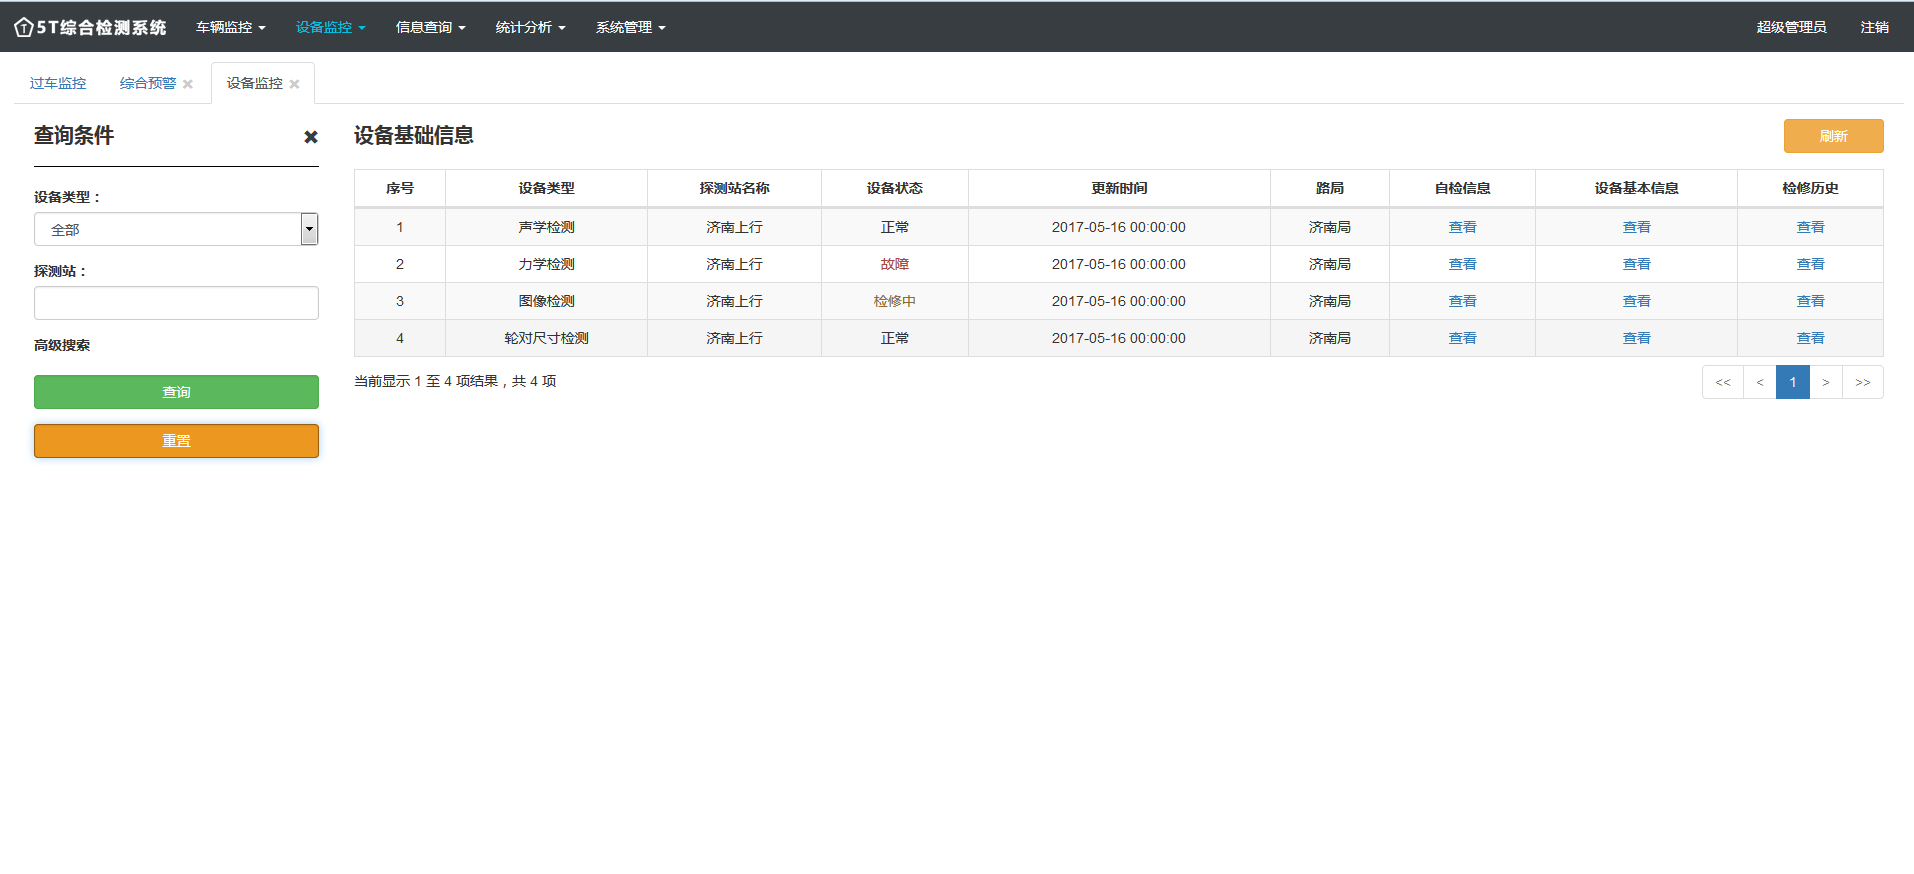 5T综合检测系统 车辆监控 设备监控 信息查询 统计分析 系统管理 超级管理员 注销
过车监控 综合预警 × 设备监控 ×
查询条件 ×
设备类型：
全部
探测站：
高级搜索
查询
重置
设备基础信息 刷新
序号 设备类型 探测站名称 设备状态 更新时间 路局 自检信息 设备基本信息 检修历史
1 声学检测 济南上行 正常 2017-05-16 00:00:00 济南局 查看 查看 查看
2 力学检测 济南上行 故障 2017-05-16 00:00:00 济南局 查看 查看 查看
3 图像检测 济南上行 检修中 2017-05-16 00:00:00 济南局 查看 查看 查看
4 轮对尺寸检测 济南上行 正常 2017-05-16 00:00:00 济南局 查看 查看 查看
当前显示 1 至 4 项结果，共 4 项 << < 1 > >>